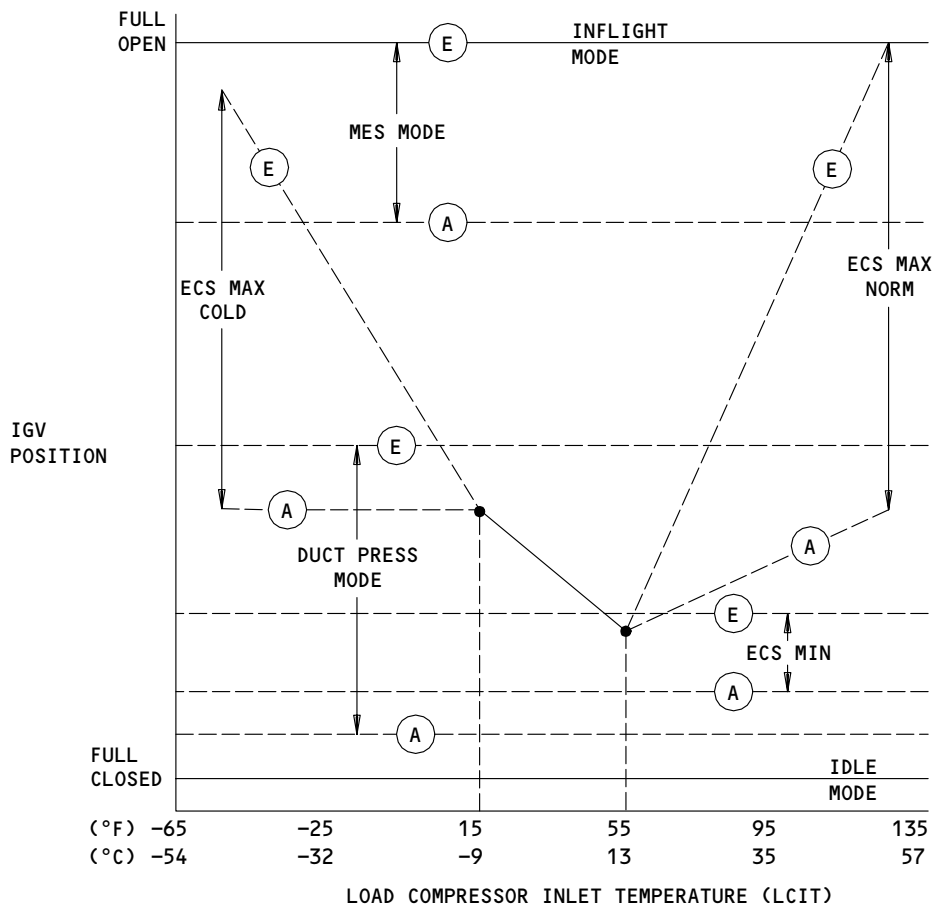 FULL
OPEN
E
INFLIGHT
MODE
MES MODE
E
E
A
ECS MAX
COLD
ECS MAX
NORM
IGV
POSITION
E
A
A
DUCT PRESS
MODE
E
ECS MIN
A
A
FULL
CLOSED
IDLE
MODE
(°F) −65 −25 15 55 95 135
(°C) −54 −32 −9 13 35 57
LOAD COMPRESSOR INLET TEMPERATURE (LCIT)